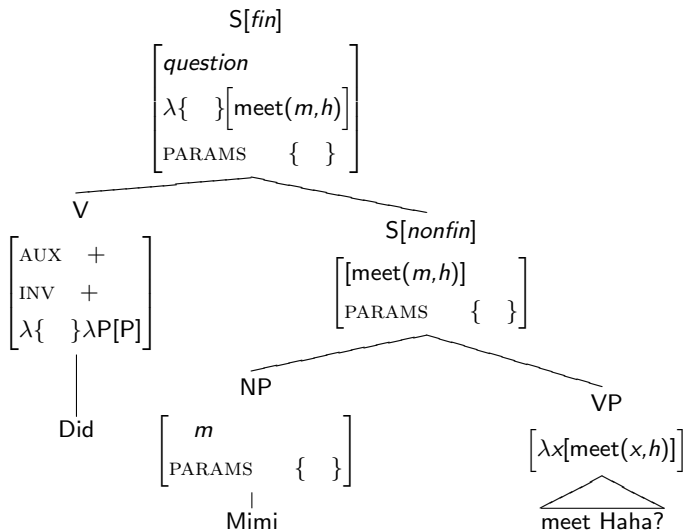 S[fin]
question
λ{ }[meet(m,h)]
PARAMS { }
V
S[nonfin]
AUX +
INV +
λ{ }λP[P]
[meet(m,h)]
PARAMS { }
NP
VP
Did
m
PARAMS { }
[λx[meet(x,h)]]
Mimi
meet Haha?